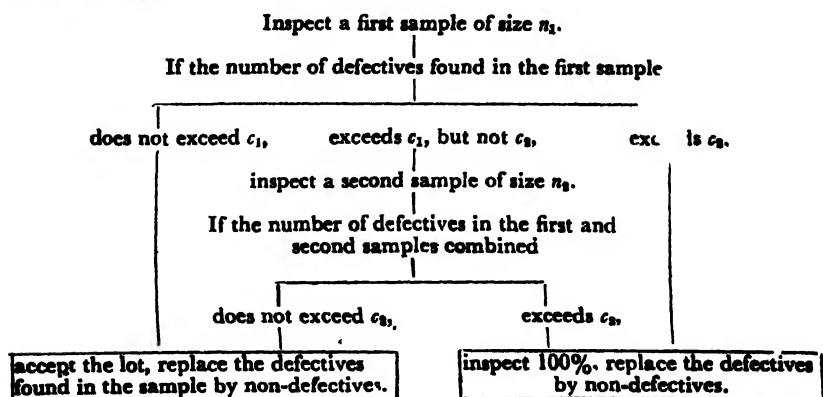 Inspect a first sample of size n₁.
If the number of defectives found in the first sample
does not exceed c₁, exceeds c₁, but not c₂, exc is c₂.
inspect a second sample of size n₂.
If the number of defectives in the first and
second samples combined
does not exceed c₂, exceeds c₂,
accept the lot, replace the defectives
found in the sample by non-defectives.
inspect 100%. replace the defectives
by non-defectives.